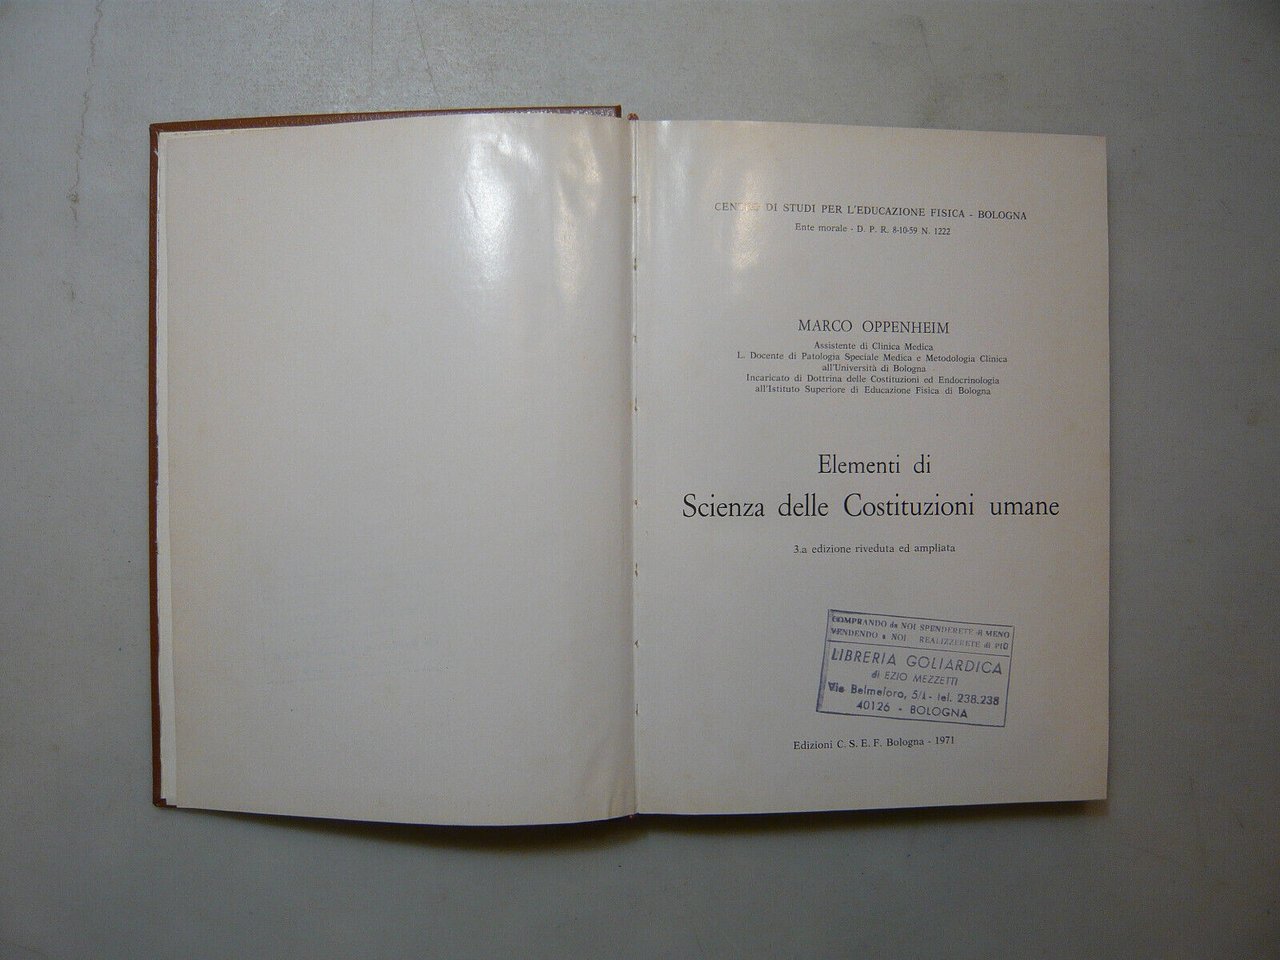 CENTRO DI STUDI PER L'EDUCAZIONE FISICA - BOLOGNA
Ente morale - D. P. R. 8-10-59 N. 1222
MARCO OPPENHEIM
Assistente di Clinica Medica
L. Docente di Patologia Speciale Medica e Metodologia Clinica
all'Università di Bologna
Incaricato di Dottrina delle Costituzioni ed Endocrinologia
all'Istituto Superiore di Educazione Fisica di Bologna
Elementi di
Scienza delle Costituzioni umane
3.a edizione riveduta ed ampliata
COMPRANDO da NOI SPENDERETE di MENO
VENDENDO a NOI REALIZZERETE di PIÙ
LIBRERIA GOLIARDICA
di EZIO MEZZETTI
Via Belmeloro, 5/A - tel. 238.238
40126 - BOLOGNA
Edizioni C. S. E. F. Bologna - 1971